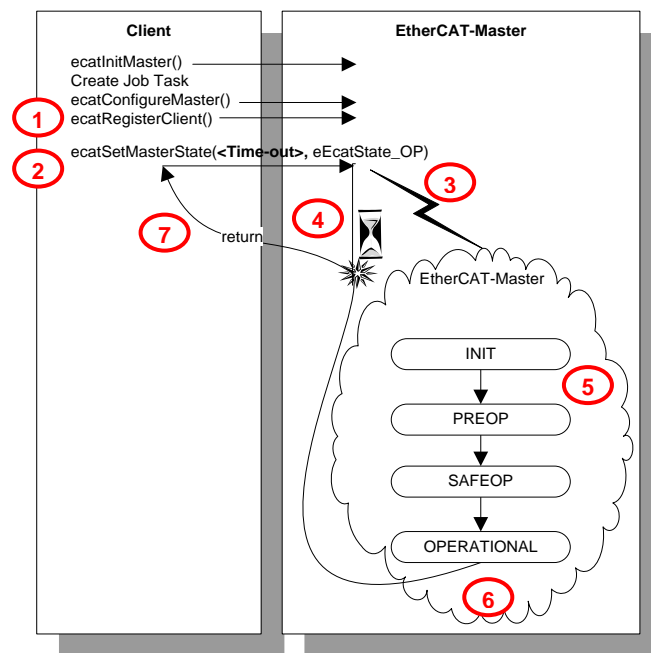 Client
EtherCAT-Master
ecatInitMaster()
Create Job Task
ecatConfigureMaster()
1
ecatRegisterClient()
2
ecatSetMasterState(<Time-out>, eEcatState_OP)
3
4
7
return
EtherCAT-Master
INIT
5
PREOP
SAFEOP
OPERATIONAL
6